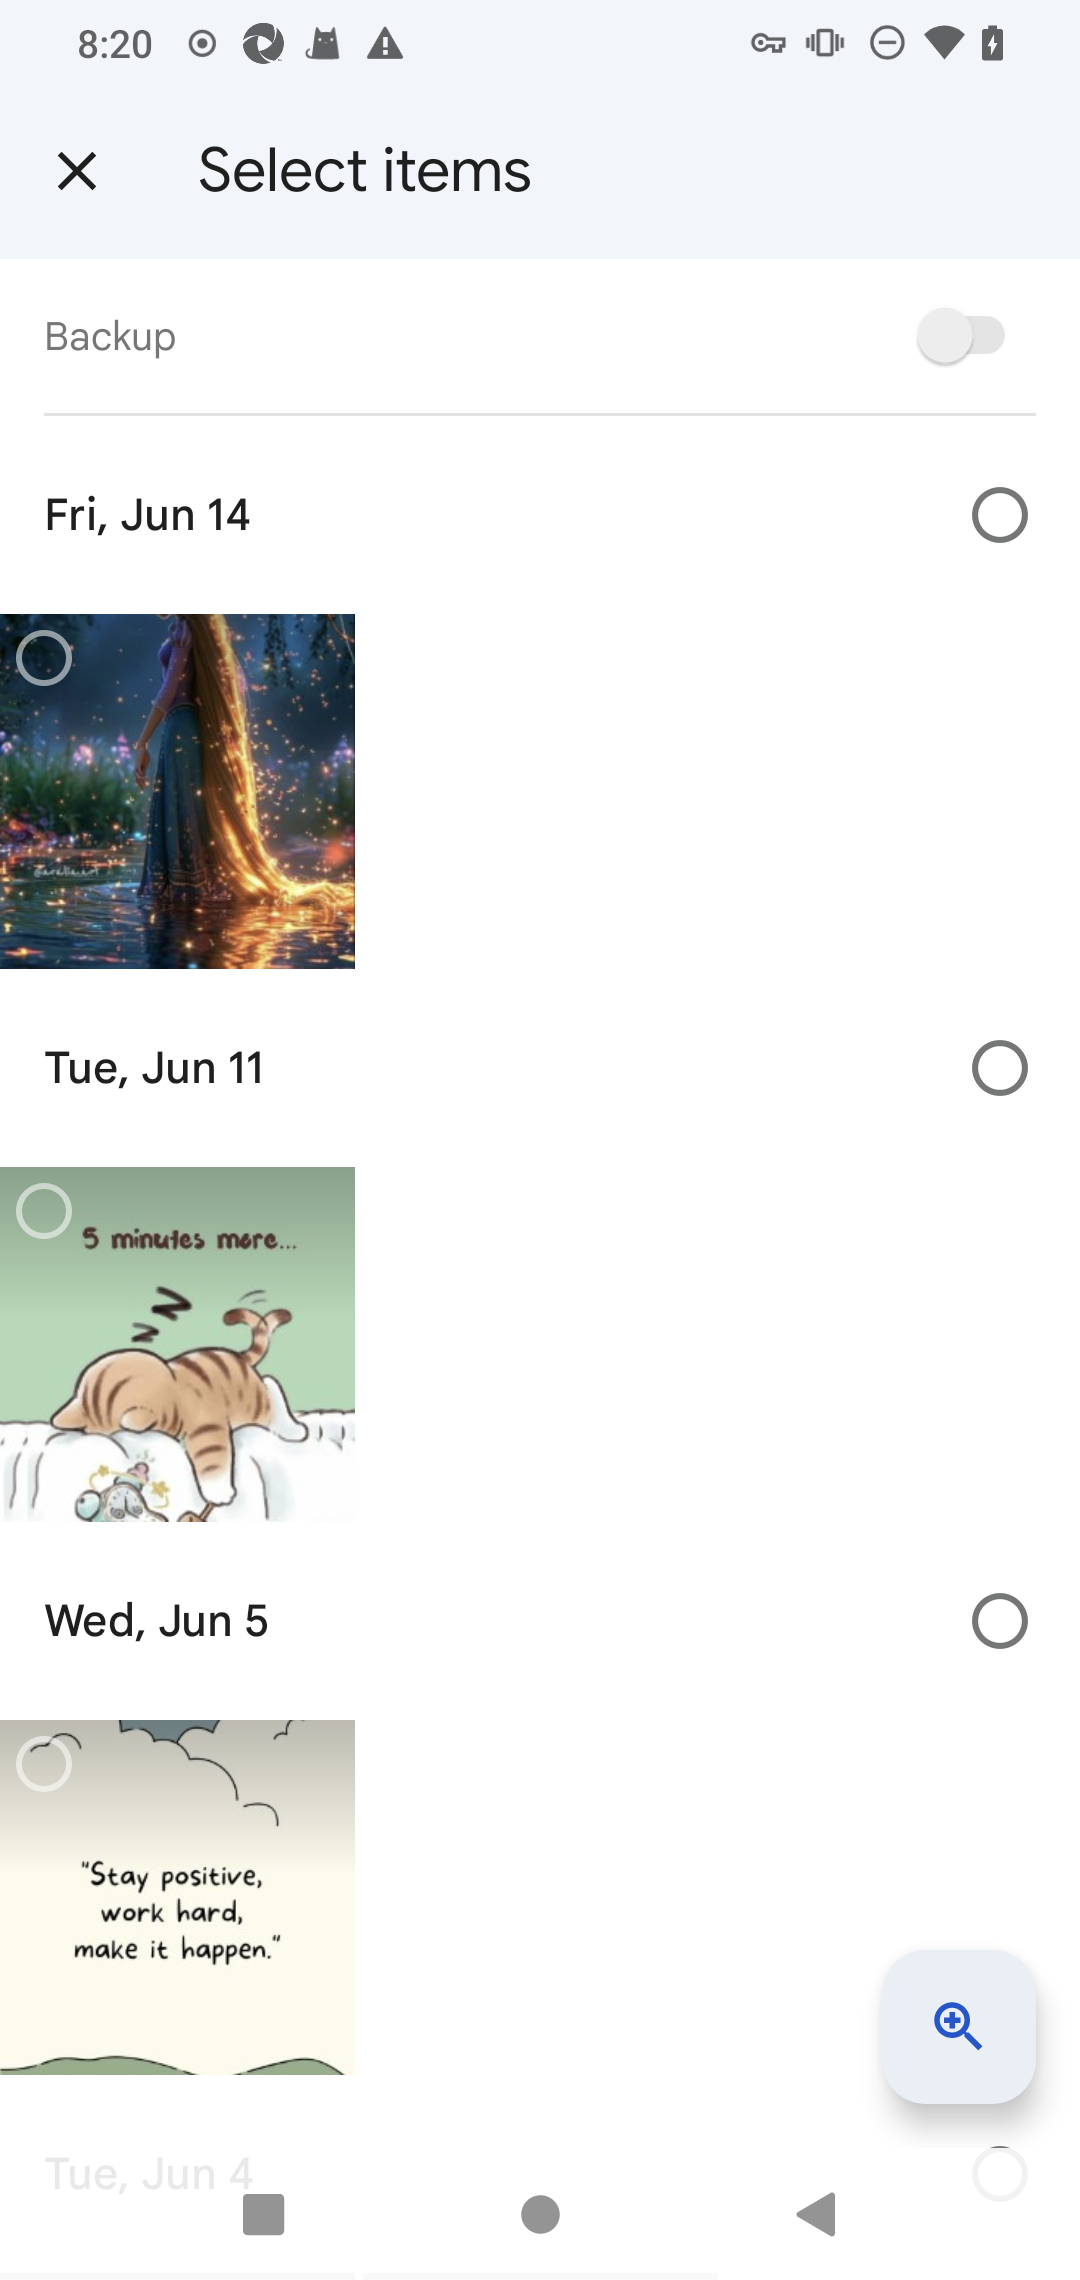 8:20
Select items
Backup
Fri, Jun 14
Tue, Jun 11
5 minutes more...
Z
Z
Wed, Jun 5
"Stay positive,
work hard,
make it happen."
Tue, Jun 4